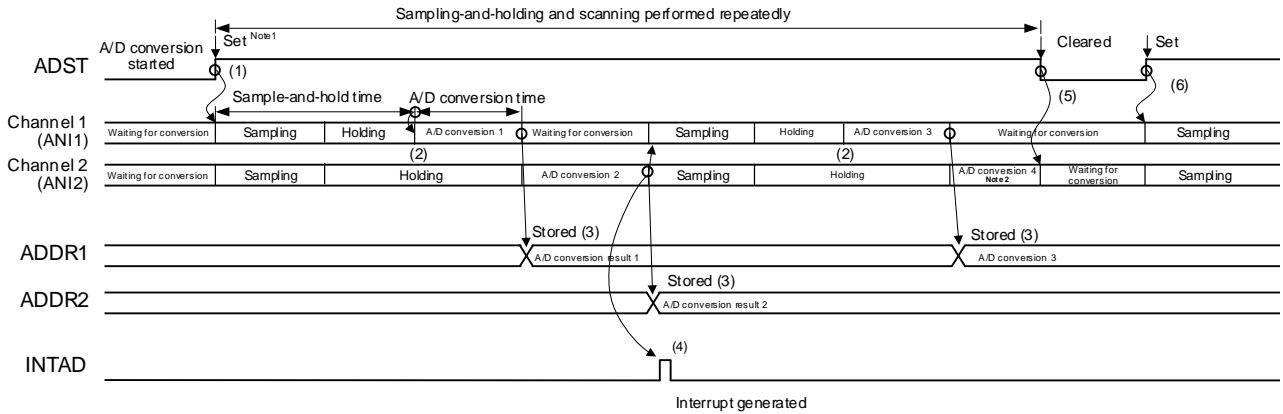 Sampling-and-holding and scanning performed repeatedly
A/D conversion
started
Set Note1
Cleared
Set
ADST
(1)
(5)
(6)
Sample-and-hold time
A/D conversion time
Channel 1
(ANI1)
Waiting for conversion
Sampling
Holding
A/D conversion 1
Waiting for conversion
Sampling
Holding
A/D conversion 3
Waiting for conversion
Sampling
(2)
(2)
Channel 2
(ANI2)
Waiting for conversion
Sampling
Holding
A/D conversion 2
Sampling
Holding
A/D conversion 4
Note 2
Waiting for
conversion
Sampling
Stored (3)
Stored (3)
ADDR1
A/D conversion result 1
A/D conversion 3
Stored (3)
ADDR2
A/D conversion result 2
INTAD
(4)
Interrupt generated